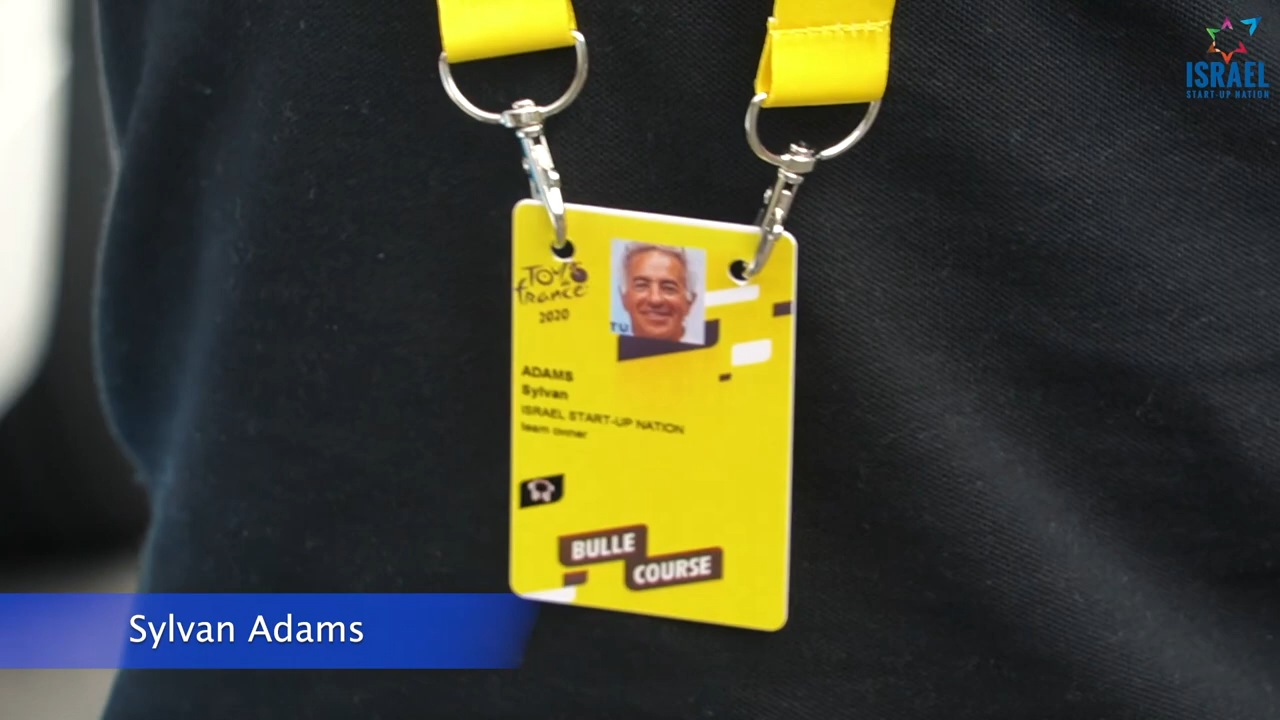 ISRAEL
START-UP NATION
TOUR
france
2020
TU
ADAMS
Sylvan
ISRAEL START-UP NATION
team owner
BULLE
COURSE
Sylvan Adams